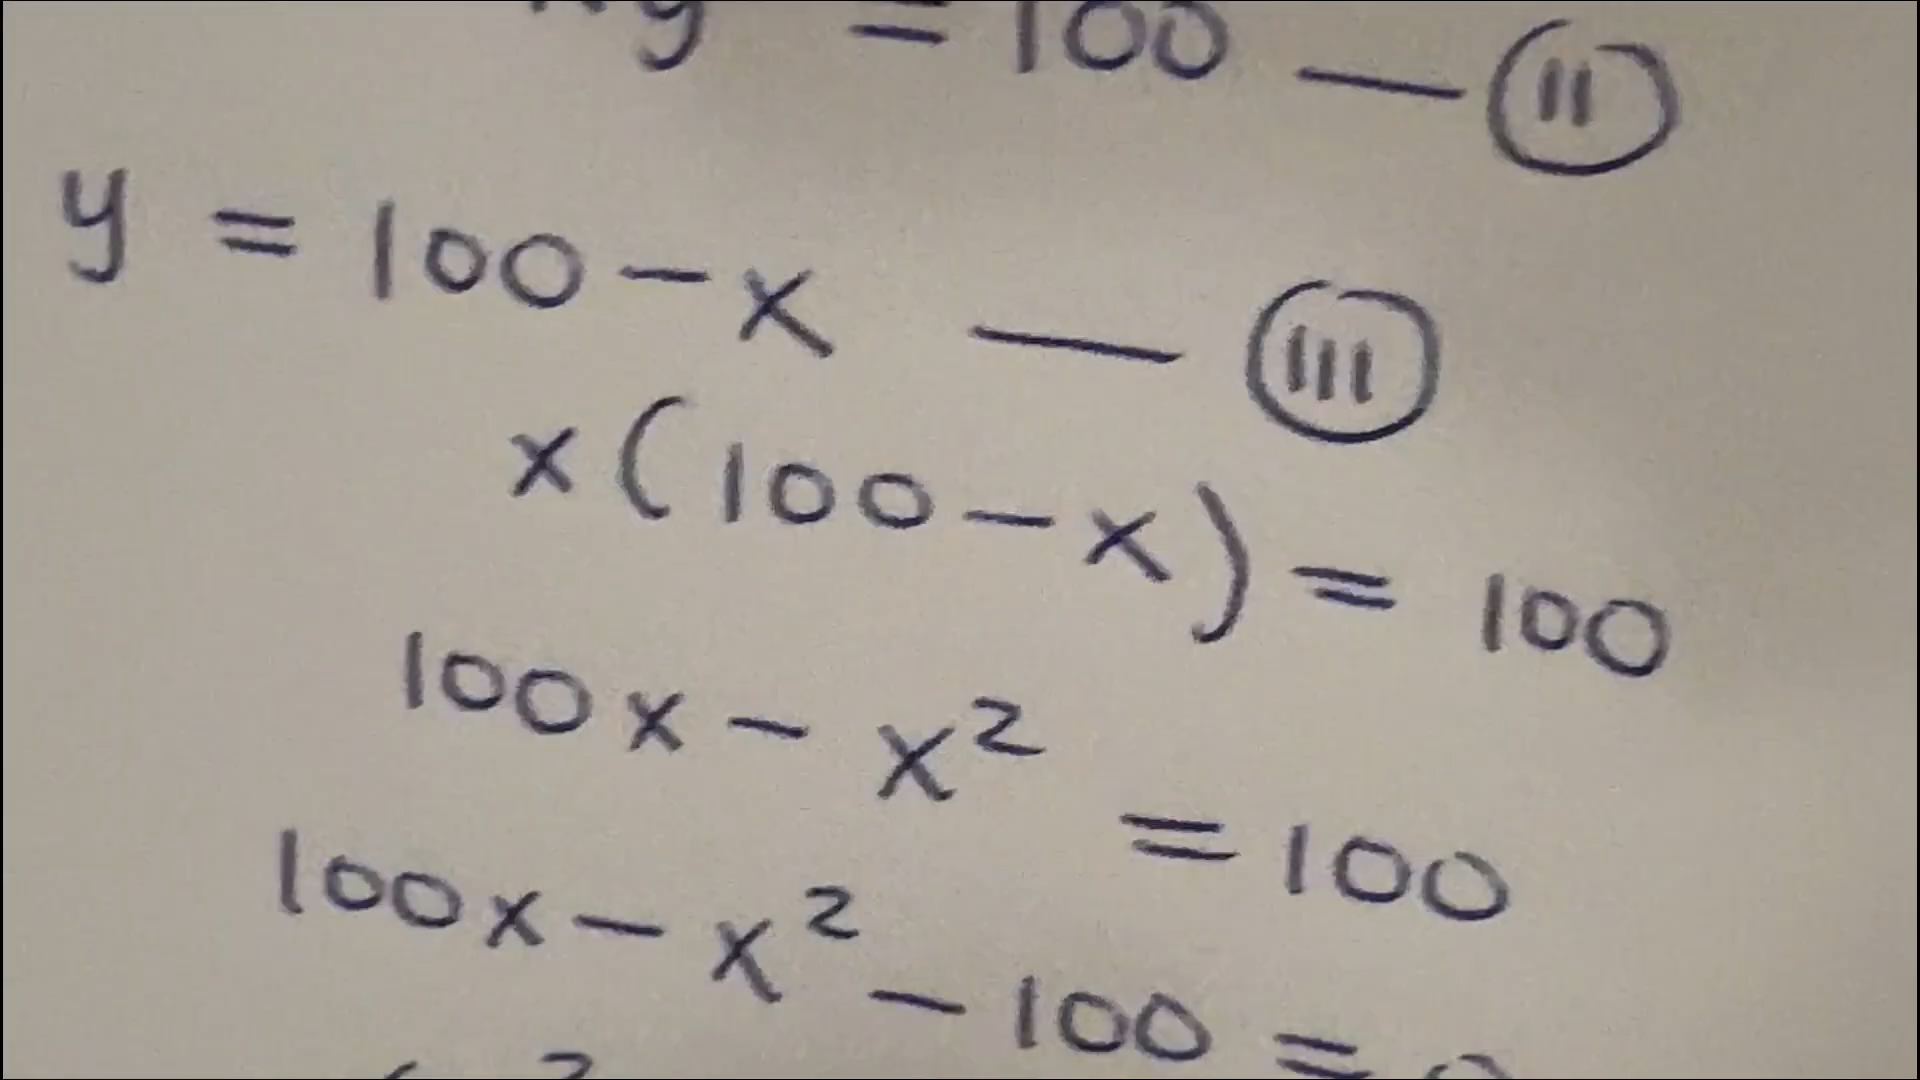 y = 100 — II
y = 100 - x — III
x(100 - x) = 100
100x - x² = 100
100x - x² - 100 =